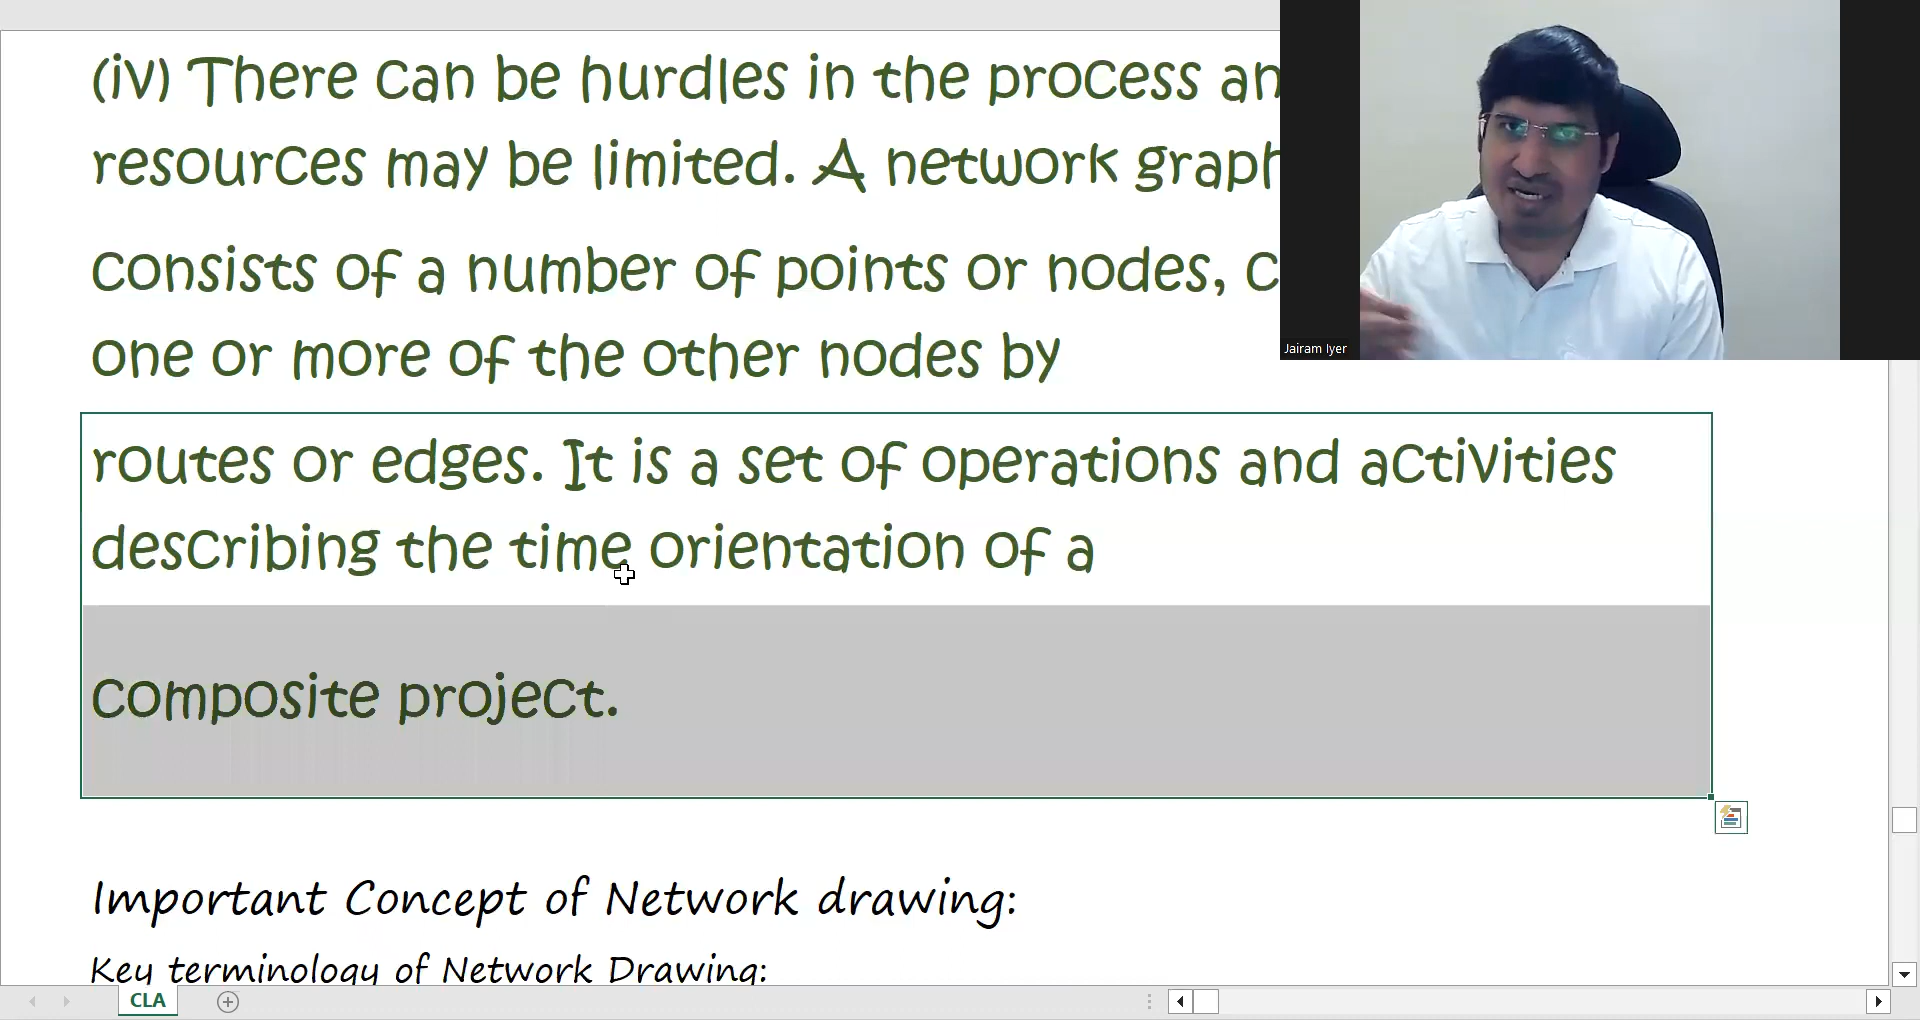 (iv) There can be hurdles in the process an
resources may be limited. A network graph
consists of a number of points or nodes, c
one or more of the other nodes by
Jairam Iyer
routes or edges. It is a set of operations and activities
describing the time orientation of a
composite project.
Important Concept of Network drawing:
Key terminology of Network Drawing:
CLA